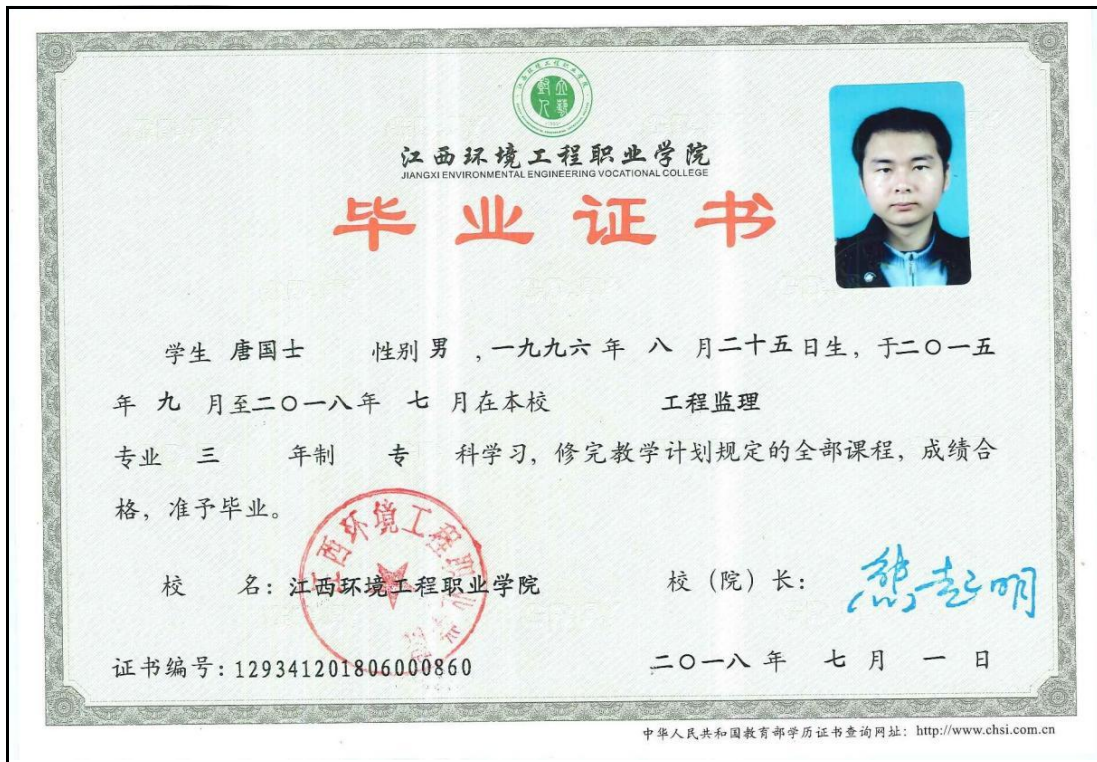 江西环境工程职业学院
JIANGXI ENVIRONMENTAL ENGINEERING VOCATIONAL COLLEGE
毕业证书
学生 唐国士 性别 男 ,一九九六 年 八 月二十五日生,于二〇一五
年 九 月至二〇一八年 七 月在本校 工程监理
专业 三 年制 专 科学习,修完教学计划规定的全部课程,成绩合
格,准予毕业。
校 名:江西环境工程职业学院 校(院)长:
证书编号:129341201806000860 二〇一八 年 七 月 一 日
中华人民共和国教育部学历证书查询网址:http://www.chsi.com.cn